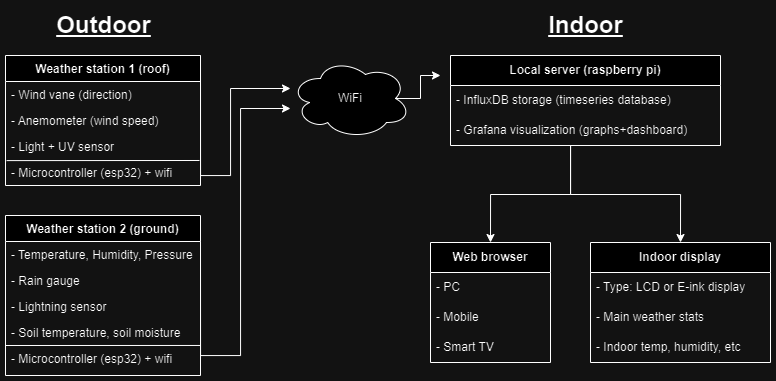 Outdoor
Indoor
Weather station 1 (roof)
- Wind vane (direction)
- Anemometer (wind speed)
- Light + UV sensor
- Microcontroller (esp32) + wifi
Weather station 2 (ground)
- Temperature, Humidity, Pressure
- Rain gauge
- Lightning sensor
- Soil temperature, soil moisture
- Microcontroller (esp32) + wifi
WiFi
Local server (raspberry pi)
- InfluxDB storage (timeseries database)
- Grafana visualization (graphs+dashboard)
Web browser
- PC
- Mobile
- Smart TV
Indoor display
- Type: LCD or E-ink display
- Main weather stats
- Indoor temp, humidity, etc